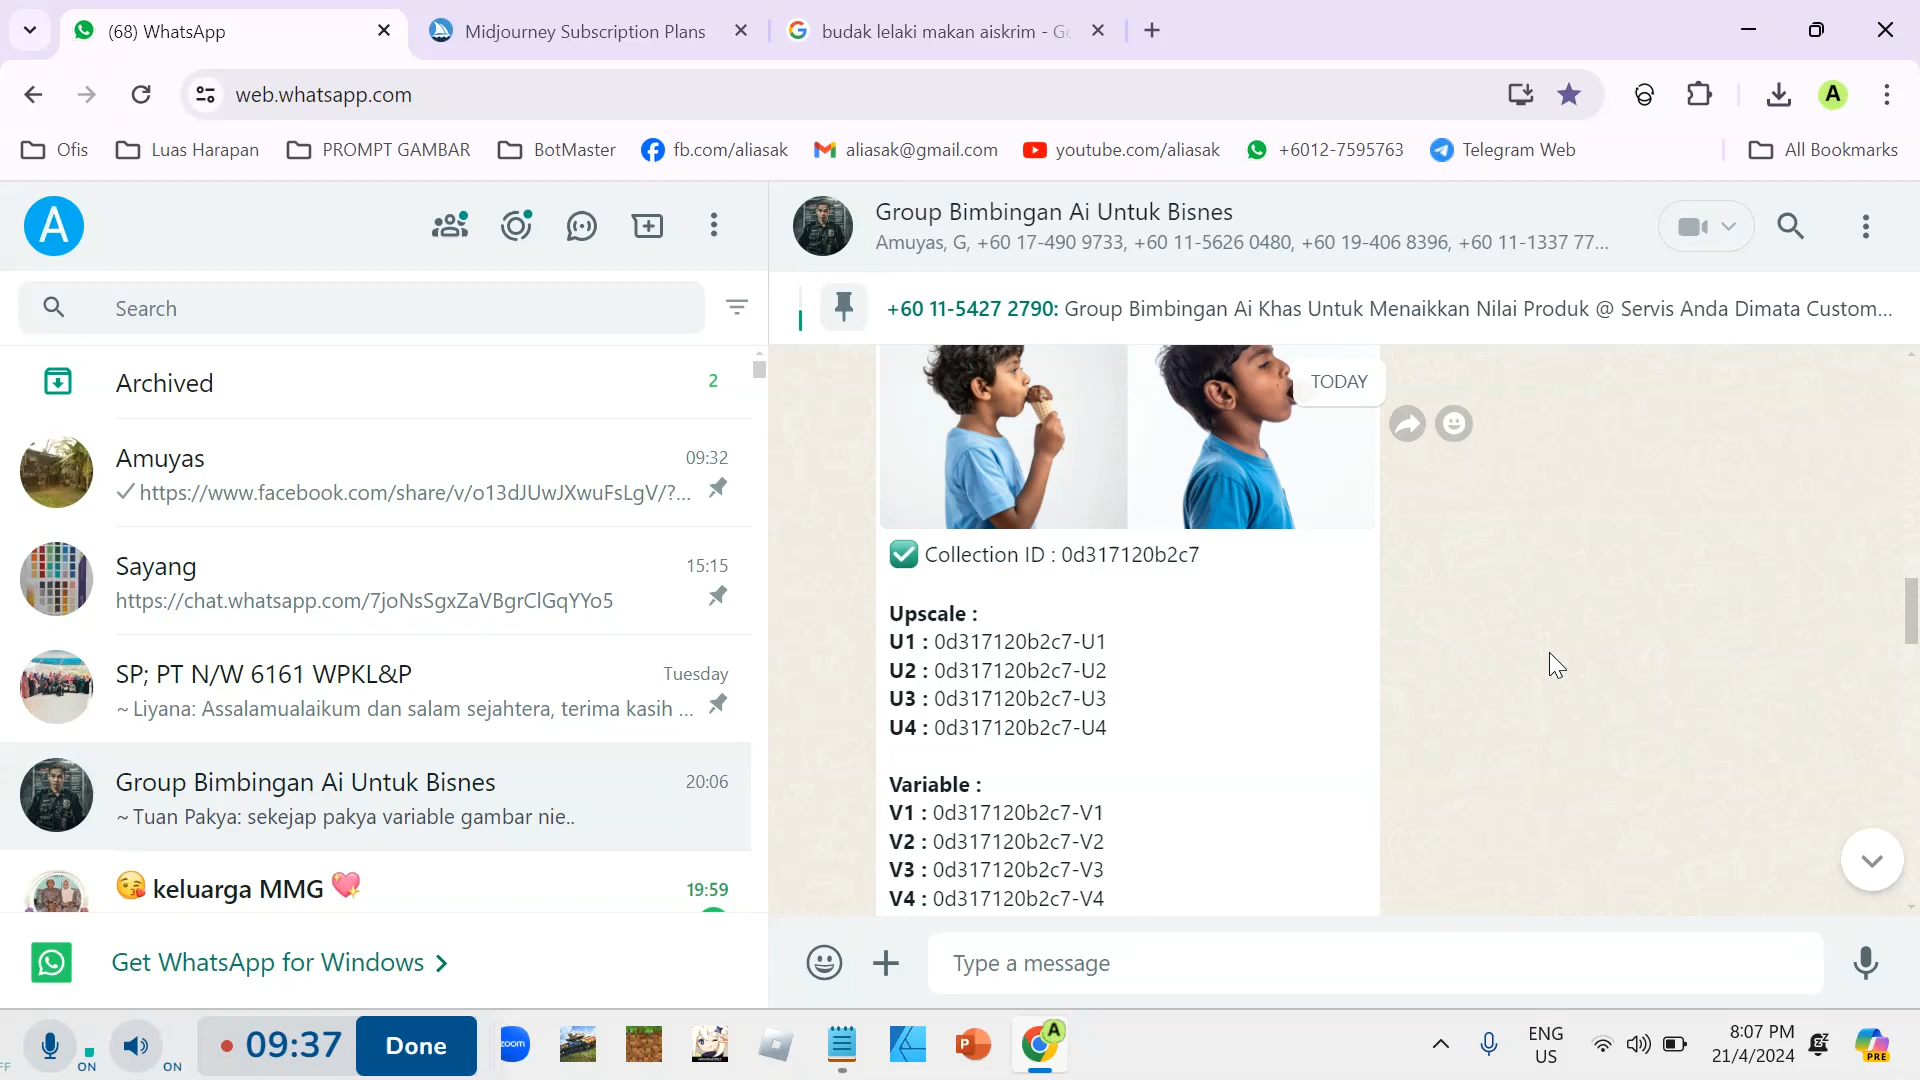 (68) WhatsApp
Midjourney Subscription Plans
budak lelaki makan aiskrim - Go
web.whatsapp.com
A
Ofis
Luas Harapan
PROMPT GAMBAR
BotMaster
fb.com/aliasak
aliasak@gmail.com
youtube.com/aliasak
+6012-7595763
Telegram Web
All Bookmarks
A
Group Bimbingan Ai Untuk Bisnes
Amuyas, G, +60 17-490 9733, +60 11-5626 0480, +60 19-406 8396, +60 11-1337 77...
Search
+60 11-5427 2790: Group Bimbingan Ai Khas Untuk Menaikkan Nilai Produk @ Servis Anda Dimata Custom...
Archived
2
TODAY
Amuyas
09:32
https://www.facebook.com/share/v/o13dJUwJXwuFsLgV/?...
Sayang
15:15
https://chat.whatsapp.com/7joNsSgxZaVBgrClGqYYo5
SP; PT N/W 6161 WPKL&P
Tuesday
~ Liyana: Assalamualaikum dan salam sejahtera, terima kasih ...
Group Bimbingan Ai Untuk Bisnes
20:06
~ Tuan Pakya: sekejap pakya variable gambar nie..
keluarga MMG
19:59
Get WhatsApp for Windows
Collection ID : 0d317120b2c7
Upscale :
U1 : 0d317120b2c7-U1
U2 : 0d317120b2c7-U2
U3 : 0d317120b2c7-U3
U4 : 0d317120b2c7-U4
Variable :
V1 : 0d317120b2c7-V1
V2 : 0d317120b2c7-V2
V3 : 0d317120b2c7-V3
V4 : 0d317120b2c7-V4
Type a message
ON
ON
09:37
Done
zoom
P
A
ENG
US
8:07 PM
21/4/2024
PRE